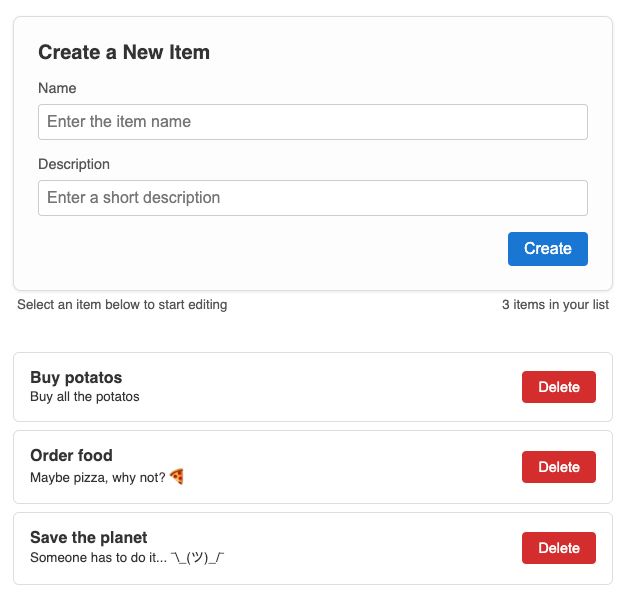 Create a New Item
Name
Enter the item name
Description
Enter a short description
Create
Select an item below to start editing
3 items in your list
Buy potatos
Buy all the potatos
Delete
Order food
Maybe pizza, why not? 🍕
Delete
Save the planet
Someone has to do it... ¯\_(ツ)_/¯
Delete